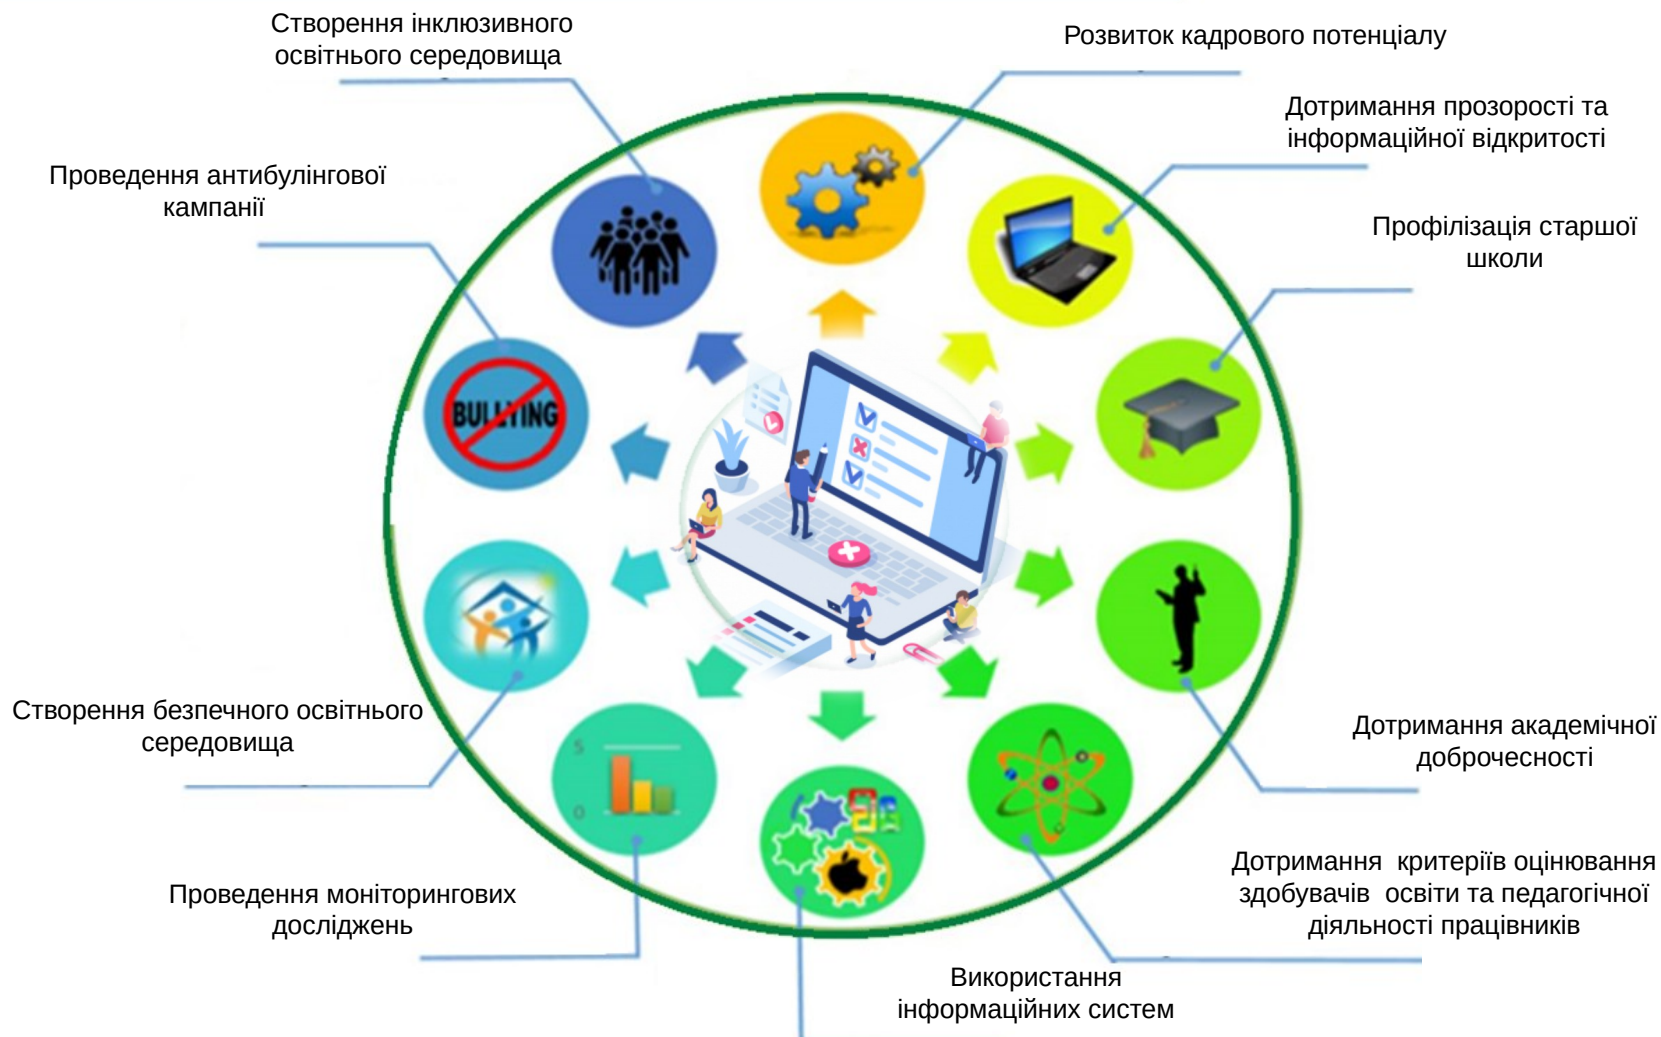 Створення інклюзивного
освітнього середовища
Розвиток кадрового потенціалу
Дотримання прозорості та
інформаційної відкритості
Проведення антибулінгової
кампанії
Профілізація старшої
школи
BULLYING
Створення безпечного освітнього
середовища
Дотримання академічної
доброчесності
5
0
Проведення моніторингових
досліджень
Дотримання  критеріїв оцінювання
здобувачів  освіти та педагогічної
діяльності працівників
Використання
інформаційних систем